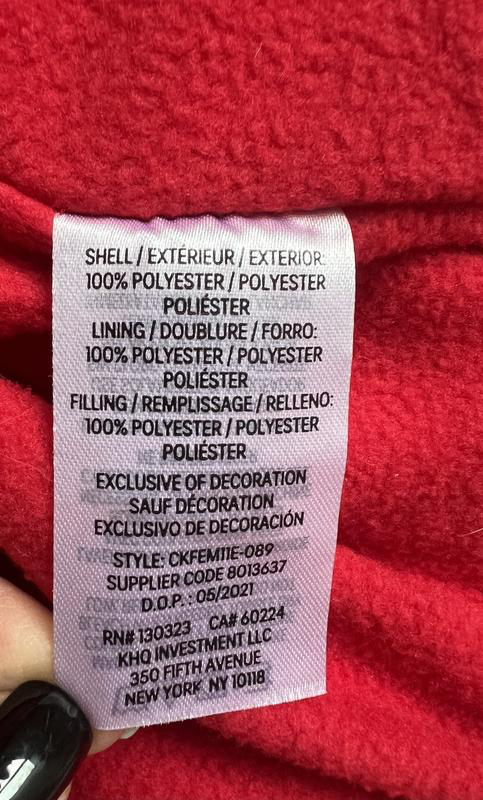 SHELL / EXTÉRIEUR / EXTERIOR:
100% POLYESTER / POLYESTER
POLIÉSTER
LINING / DOUBLURE / FORRO:
100% POLYESTER / POLYESTER
POLIÉSTER
FILLING / REMPLISSAGE / RELLENO:
100% POLYESTER / POLYESTER
POLIÉSTER
EXCLUSIVE OF DECORATION
SAUF DÉCORATION
EXCLUSIVO DE DECORACIÓN
STYLE: CKFEM11E-089
SUPPLIER CODE 8013637
D.O.P. : 05/2021
RN# 130323 CA# 60224
KHQ INVESTMENT LLC
350 FIFTH AVENUE
NEW YORK NY 10118